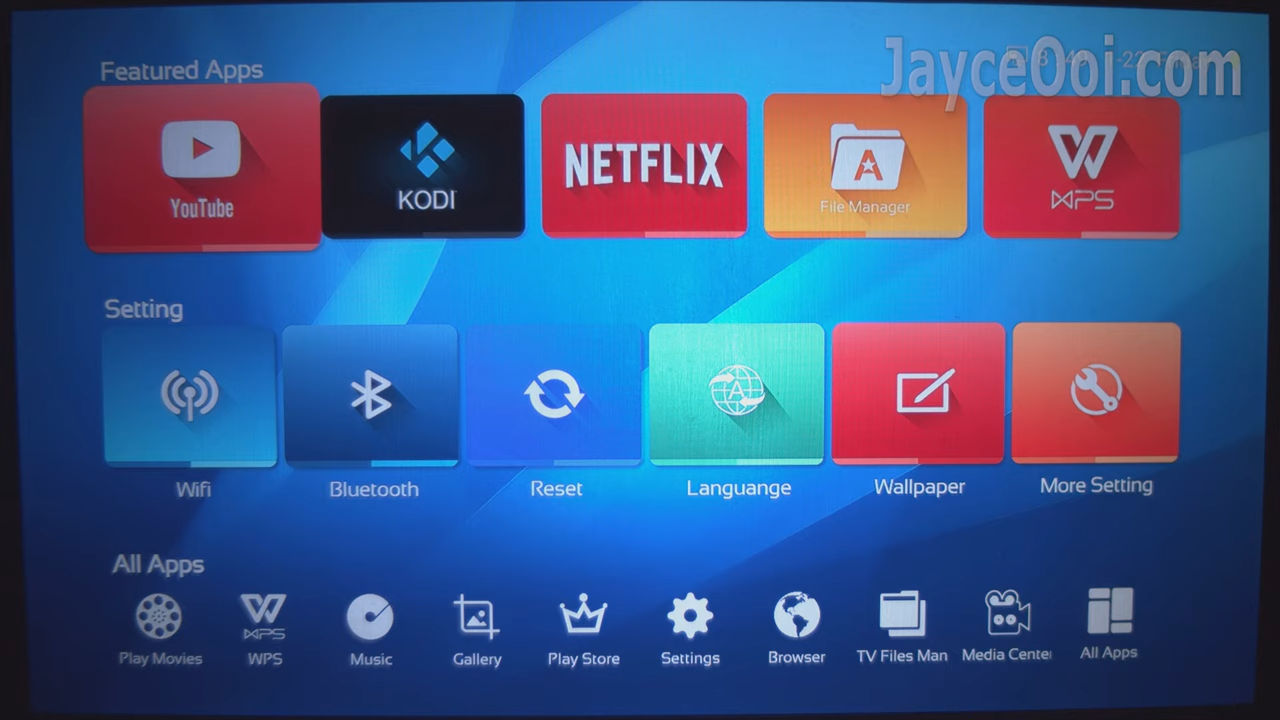 JayceOoi.com
Featured Apps
YouTube
KODI
NETFLIX
A
File Manager
WPS
Setting
A
Wifi
Bluetooth
Reset
Languange
Wallpaper
More Setting
All Apps
Play Movies
WPS
WPS
Music
Gallery
Play Store
Settings
Browser
TV Files Man
Media Center
All Apps